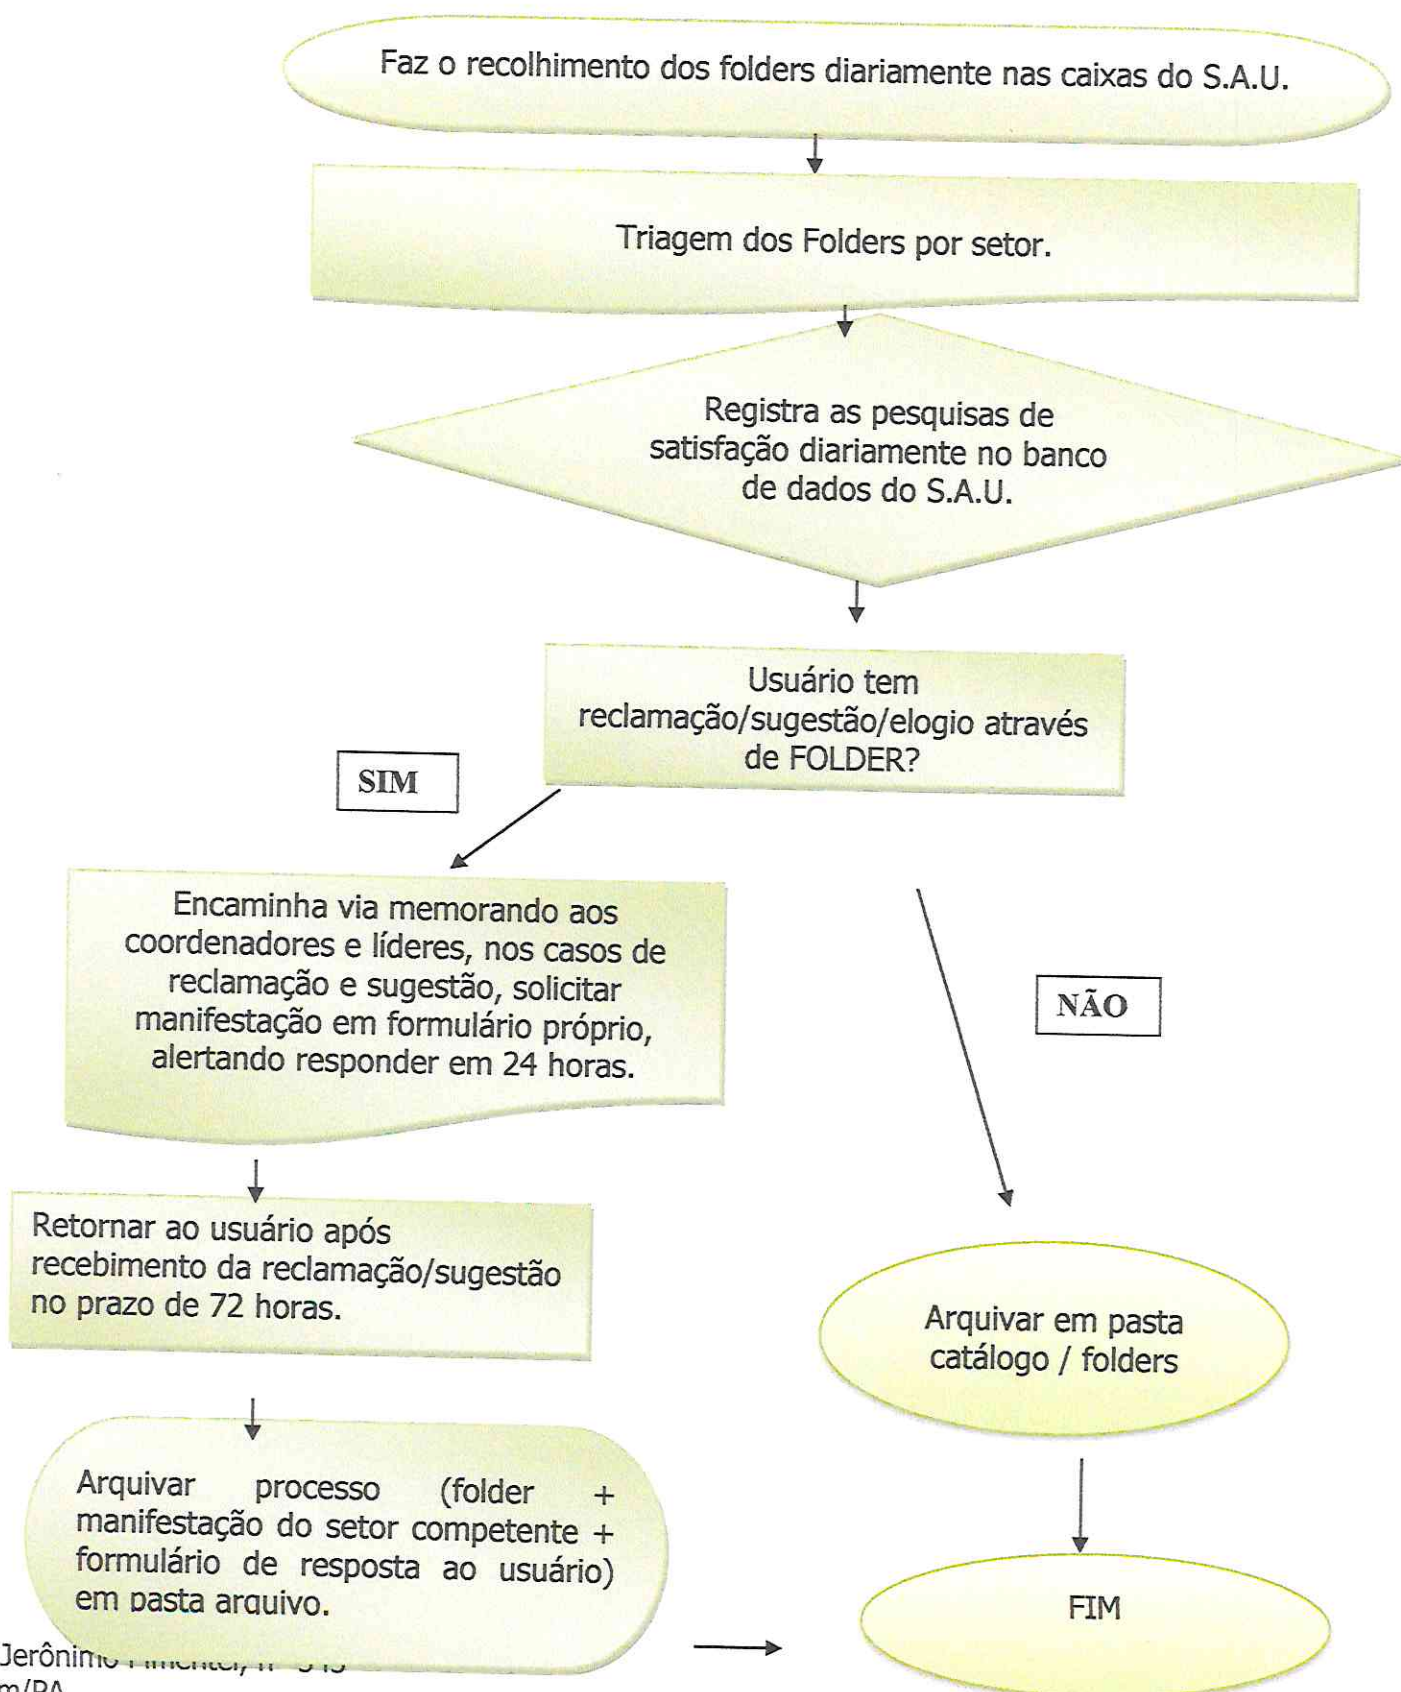 Faz o recolhimento dos folders diariamente nas caixas do S.A.U.
Triagem dos Folders por setor.
Registra as pesquisas de
satisfação diariamente no banco
de dados do S.A.U.
Usuário tem
reclamação/sugestão/elogio através
de FOLDER?
SIM
Encaminha via memorando aos
coordenadores e líderes, nos casos de
reclamação e sugestão, solicitar
manifestação em formulário próprio,
alertando responder em 24 horas.
NÃO
Retornar ao usuário após
recebimento da reclamação/sugestão
no prazo de 72 horas.
Arquivar em pasta
catálogo / folders
Arquivar processo (folder +
manifestação do setor competente +
formulário de resposta ao usuário)
em pasta arquivo.
FIM
Jerônimo
m/PA